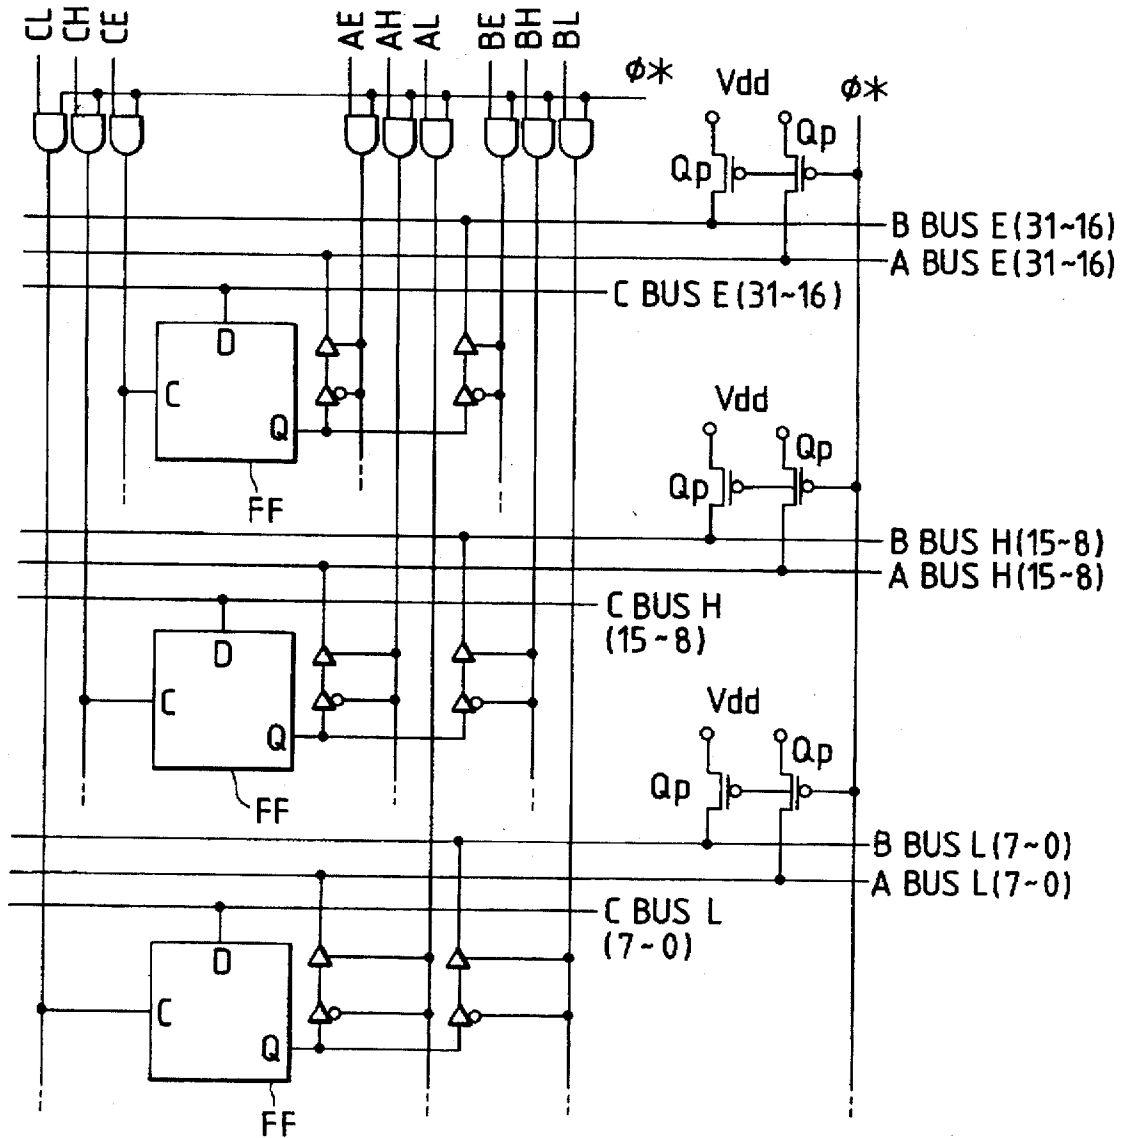 CL CH CE AE AH AL BE BH BL
ø*
Vdd
ø*
Qp
Qp
B BUS E(31~16)
A BUS E(31~16)
C BUS E(31~16)
D
C
Q
FF
Vdd
Qp
Qp
B BUS H(15~8)
A BUS H(15~8)
C BUS H
(15~8)
D
C
Q
FF
Vdd
Qp
Qp
B BUS L(7~0)
A BUS L(7~0)
C BUS L
(7~0)
D
C
Q
FF